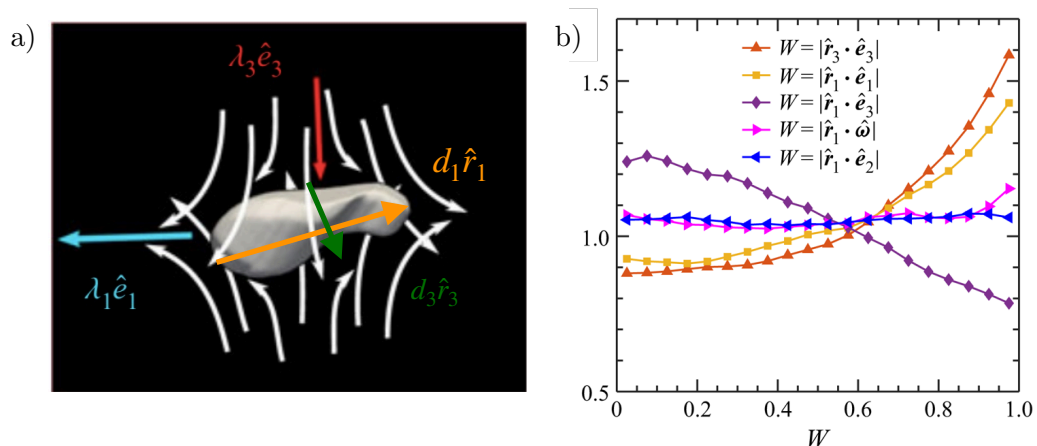 a)
λ₃ê₃
d₁r̂₁
λ₁ê₁
d₃r̂₃
b)
W = |r̂₃ · ê₃|
W = |r̂₁ · ê₁|
W = |r̂₁ · ê₃|
W = |r̂₁ · ω̂|
W = |r̂₁ · ê₂|
1.5
1.0
0.5
0 0.2 0.4 0.6 0.8 1.0
W